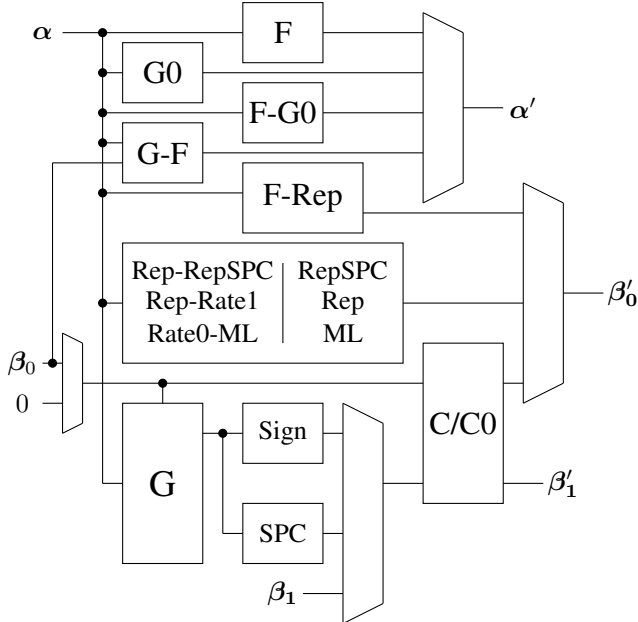 α
F
G0
F-G0
α′
G-F
F-Rep
Rep-RepSPC
RepSPC
Rep-Rate1
Rep
Rate0-ML
ML
β′0
β0
0
C/C0
Sign
G
β′1
SPC
β1